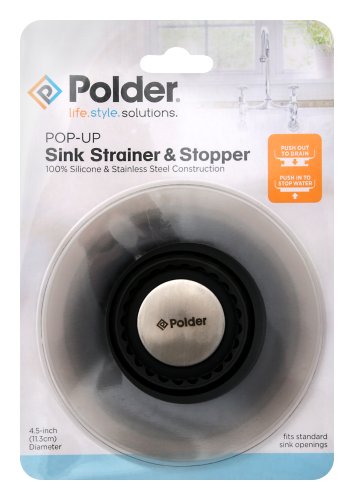 Polder®
life.style.solutions.
POP-UP
Sink Strainer & Stopper
100% Silicone & Stainless Steel Construction
PUSH OUT
TO DRAIN
PUSH IN TO
STOP WATER
Polder
4.5-inch
(11.3cm)
Diameter
fits standard
sink openings